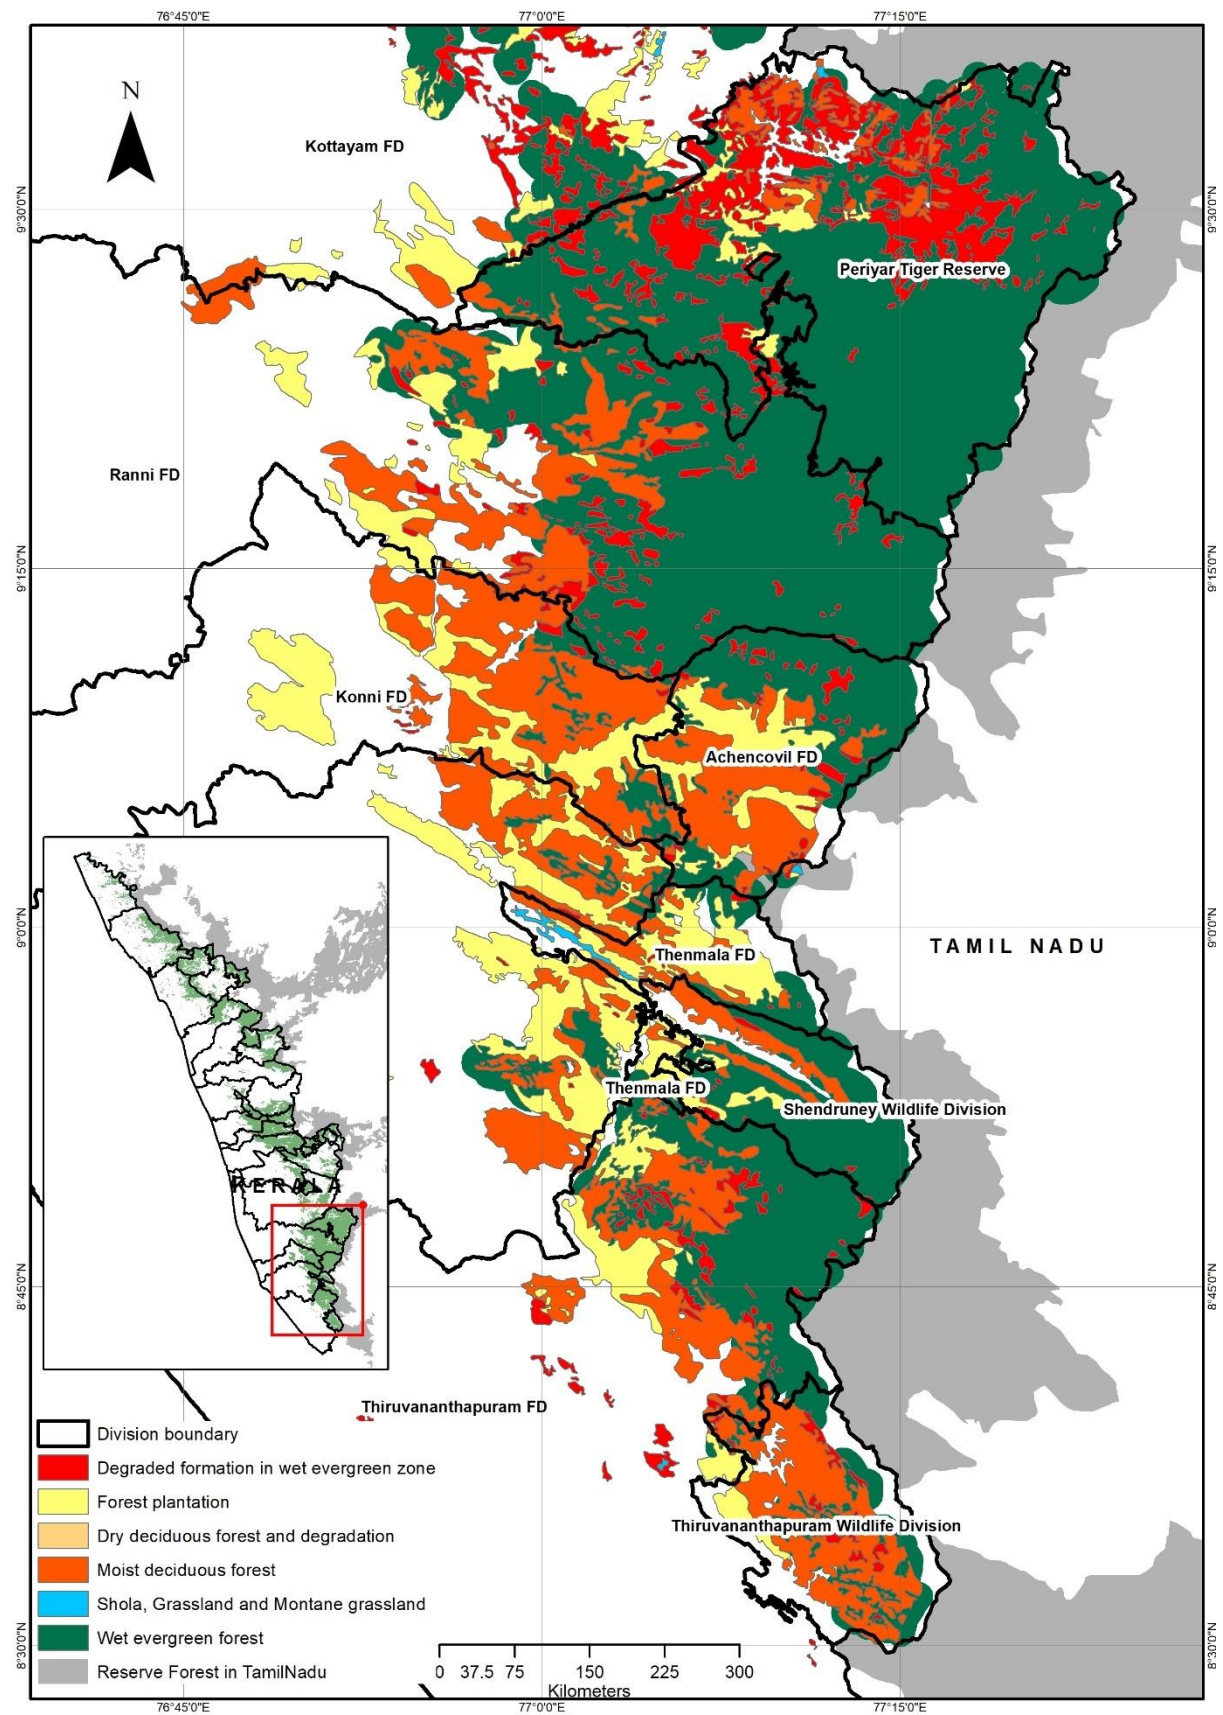 76°45'0"E
77°0'0"E
77°15'0"E
N
Kottayam FD
9°30'0"N
9°30'0"N
Periyar Tiger Reserve
Ranni FD
9°15'0"N
9°15'0"N
Konni FD
Achencovil FD
9°0'0"N
9°0'0"N
Thenmala FD
TAMIL NADU
Thenmala FD
Shendruney Wildlife Division
KERALA
8°45'0"N
8°45'0"N
Thiruvananthapuram FD
Division boundary
Degraded formation in wet evergreen zone
Forest plantation
Thiruvananthapuram Wildlife Division
Dry deciduous forest and degradation
Moist deciduous forest
Shola, Grassland and Montane grassland
Wet evergreen forest
8°30'0"N
8°30'0"N
Reserve Forest in TamilNadu
0 37.5 75 150 225 300
Kilometers
76°45'0"E
77°0'0"E
77°15'0"E